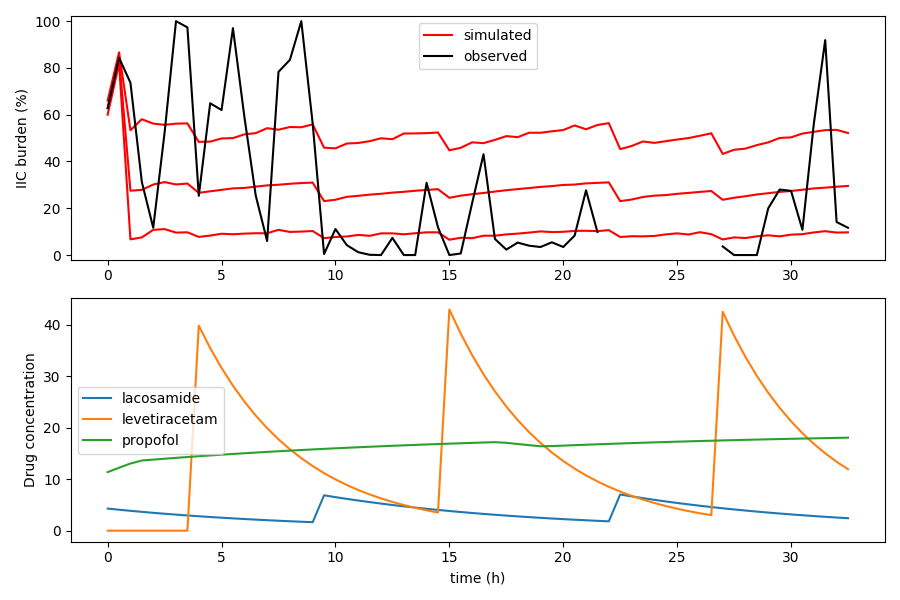 100
80
60
40
20
0
IIC burden (%)
simulated
observed
0 5 10 15 20 25 30
40
30
20
10
0
Drug concentration
lacosamide
levetiracetam
propofol
0 5 10 15 20 25 30
time (h)